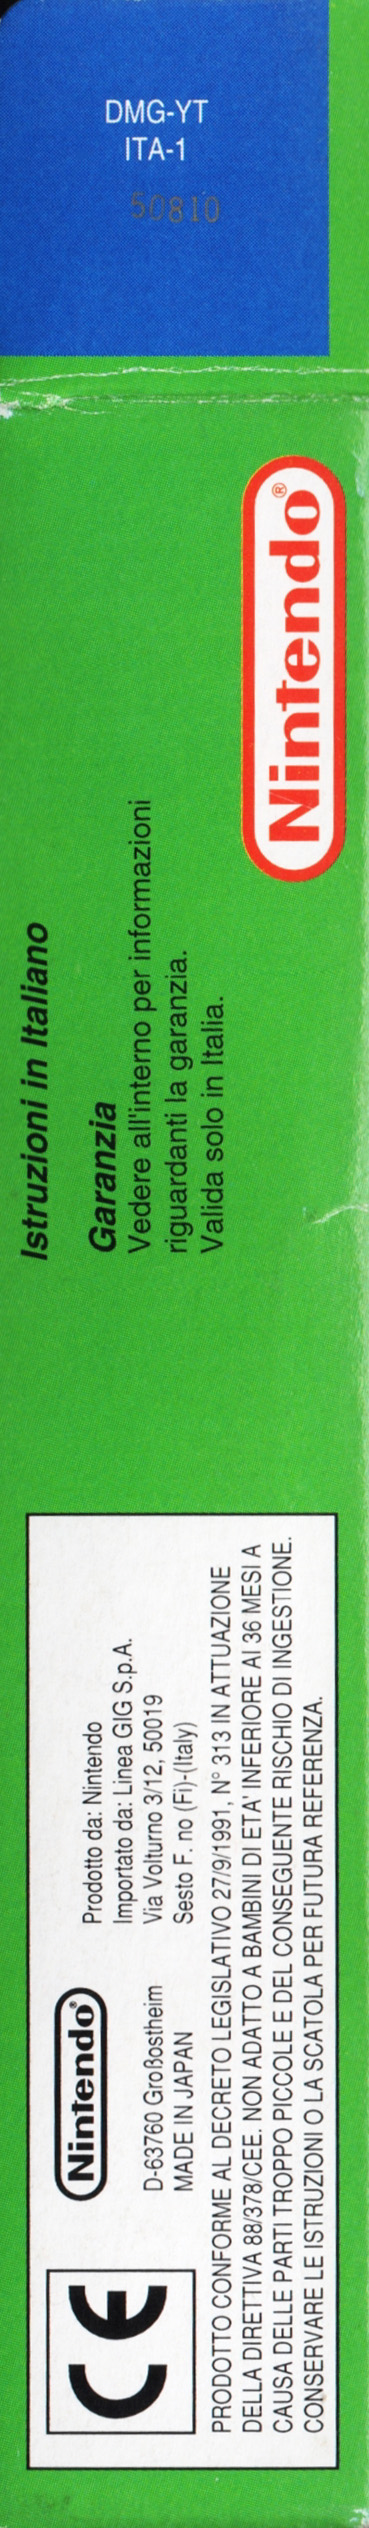 DMG-YT
ITA-1
50810
Nintendo®
Istruzioni in Italiano
Garanzia
Vedere all'interno per informazioni
riguardanti la garanzia.
Valida solo in Italia.
CE
Nintendo®
D-63760 Großostheim
MADE IN JAPAN
Prodotto da: Nintendo
Importato da: Linea GIG S.p.A.
Via Volturno 3/12, 50019
Sesto F. no (FI)-(Italy)
PRODOTTO CONFORME AL DECRETO LEGISLATIVO 27/9/1991, N° 313 IN ATTUAZIONE
DELLA DIRETTIVA 88/378/CEE. NON ADATTO A BAMBINI DI ETA' INFERIORE AI 36 MESI A
CAUSA DELLE PARTI TROPPO PICCOLE E DEL CONSEGUENTE RISCHIO DI INGESTIONE.
CONSERVARE LE ISTRUZIONI O LA SCATOLA PER FUTURA REFERENZA.